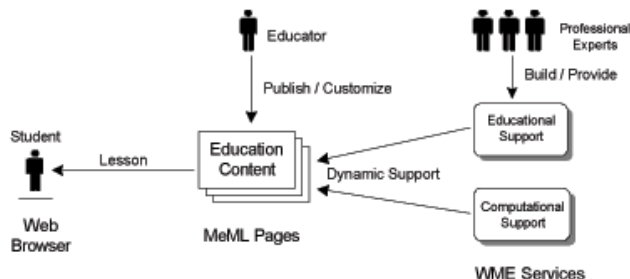 Educator
Professional
Experts
Publish / Customize
Build / Provide
Student
Lesson
Education
Content
Educational
Support
Dynamic Support
Computational
Support
Web
Browser
MeML Pages
WME Services